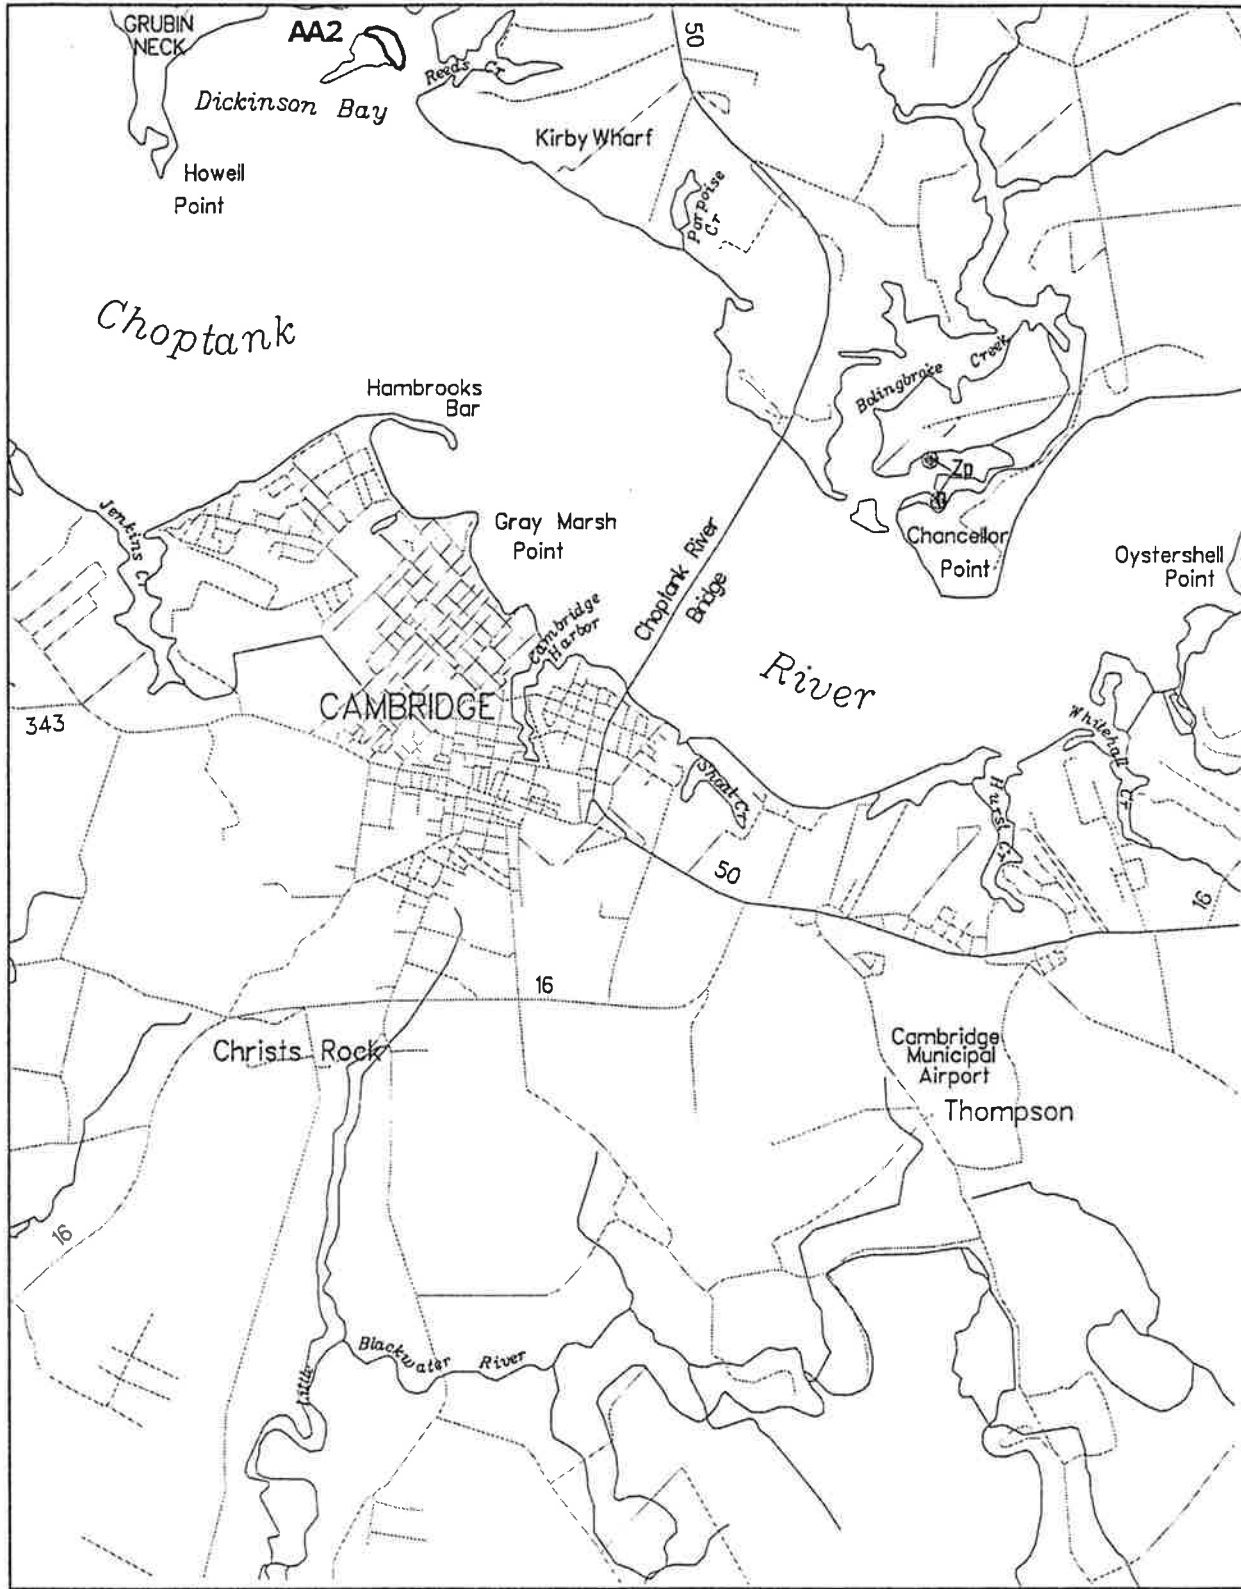 GRUBIN
NECK
AA2
50
Reeds Cr
Dickinson Bay
Kirby Wharf
Howell
Point
Porpoise
Cr
Choptank
Hambrooks
Bar
Bolingbroke Creek
Zp
Jenkins Cr
Gray Marsh
Point
Chancellor
Point
Oystershell
Point
Choptank River
Bridge
Cambridge
Harbor
River
CAMBRIDGE
343
Whitehall Cr
Shoal Cr
Hurst Cr
50
16
16
Christs Rock
Cambridge
Municipal
Airport
Thompson
16
Little Blackwater River